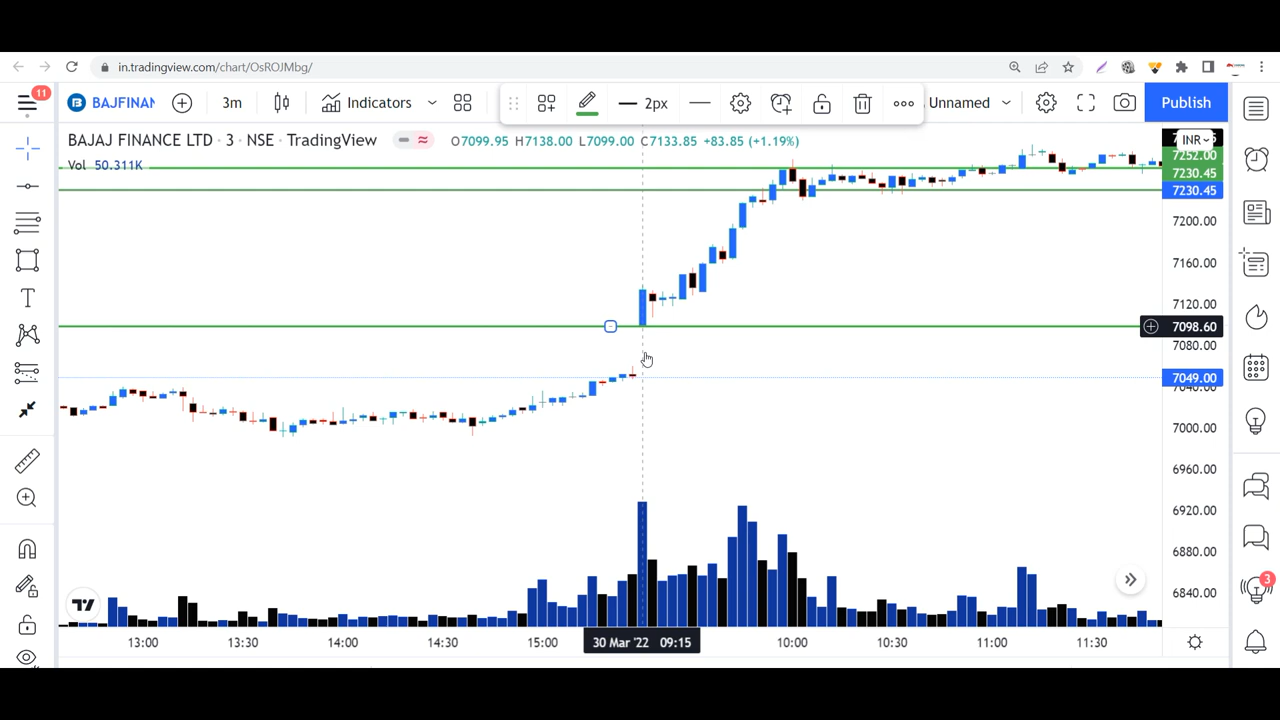 in.tradingview.com/chart/OsROJMbg/
11
BAJFINAN
3m
Indicators
2px
Unnamed
Publish
BAJAJ FINANCE LTD · 3 · NSE · TradingView
O7099.95 H7138.00 L7099.00 C7133.85 +83.85 (+1.19%)
INR
Vol 50.311K
7252.00
7230.45
7230.45
7200.00
7160.00
7120.00
7098.60
7080.00
7049.00
7040.00
7000.00
6960.00
6920.00
6880.00
6840.00
3
13:00
13:30
14:00
14:30
15:00
30 Mar '22 09:15
10:00
10:30
11:00
11:30